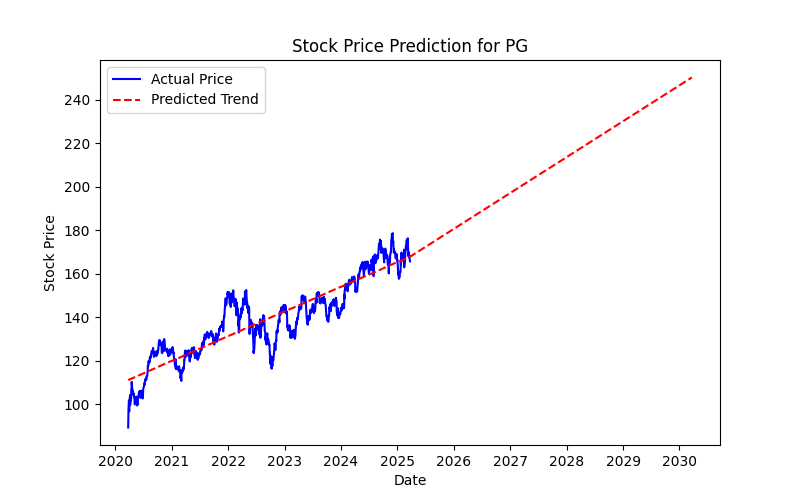 Stock Price Prediction for PG
Actual Price
Predicted Trend
240
220
200
180
160
140
120
100
Stock Price
2020 2021 2022 2023 2024 2025 2026 2027 2028 2029 2030
Date